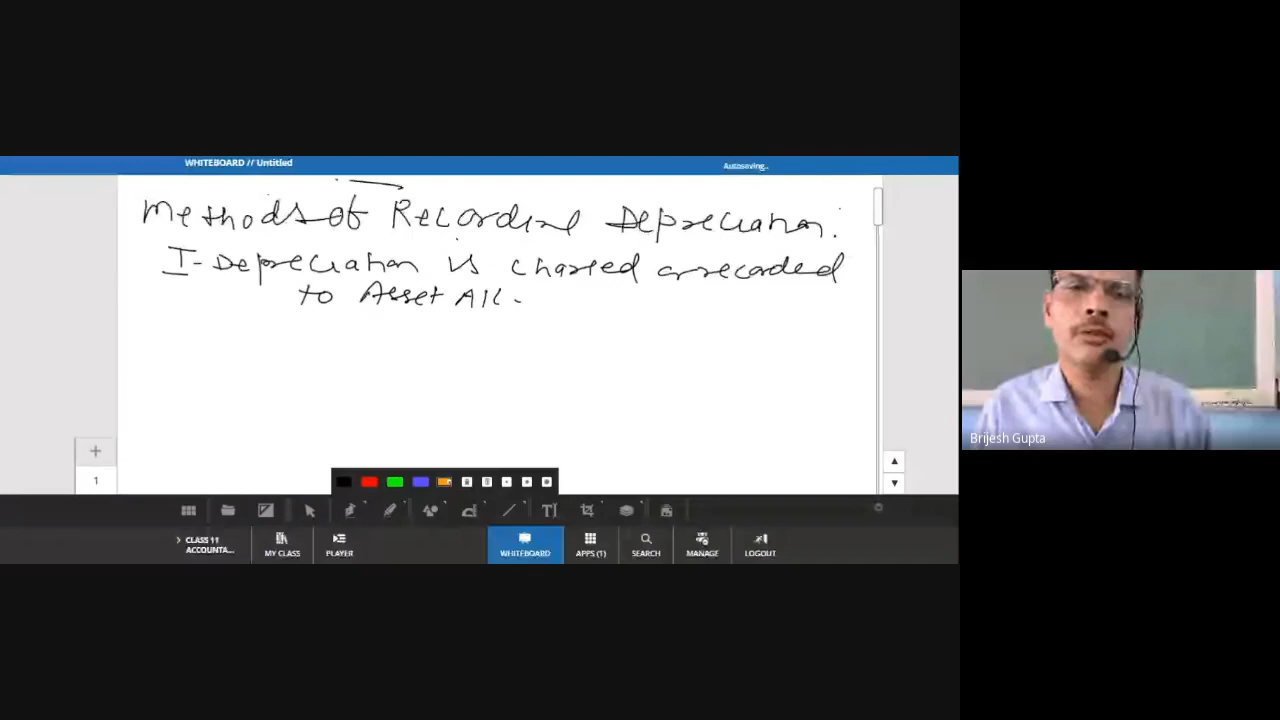 WHITEBOARD // Untitled
Autosaving..
Methods of Recording Depreciation.
I- Depreciation is charged or recorded
to Asset A/c.
Brijesh Gupta
+
1
CLASS 11
ACCOUNTA...
MY CLASS
PLAYER
WHITEBOARD
APPS (1)
SEARCH
MANAGE
LOGOUT